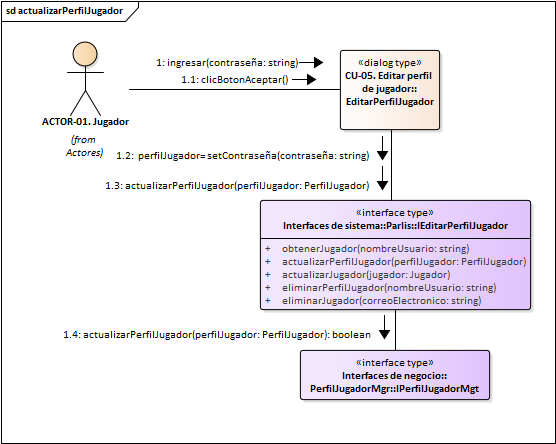 sd actualizarPerfilJugador
1: ingresar(contraseña: string)
1.1: clicBotonAceptar()
«dialog type»
CU-05. Editar perfil
de jugador::
EditarPerfilJugador
ACTOR-01. Jugador
(from
Actores)
1.2: perfilJugador= setContraseña(contraseña: string)
1.3: actualizarPerfilJugador(perfilJugador: PerfilJugador)
«interface type»
Interfaces de sistema::Parlis::IEditarPerfilJugador
+ obtenerJugador(nombreUsuario: string)
+ actualizarPerfilJugador(perfilJugador: PerfilJugador)
+ actualizarJugador(jugador: Jugador)
+ eliminarPerfilJugador(nombreUsuario: string)
+ eliminarJugador(correoElectronico: string)
1.4: actualizarPerfilJugador(perfilJugador: PerfilJugador): boolean
«interface type»
Interfaces de negocio::
PerfilJugadorMgr::IPerfilJugadorMgt